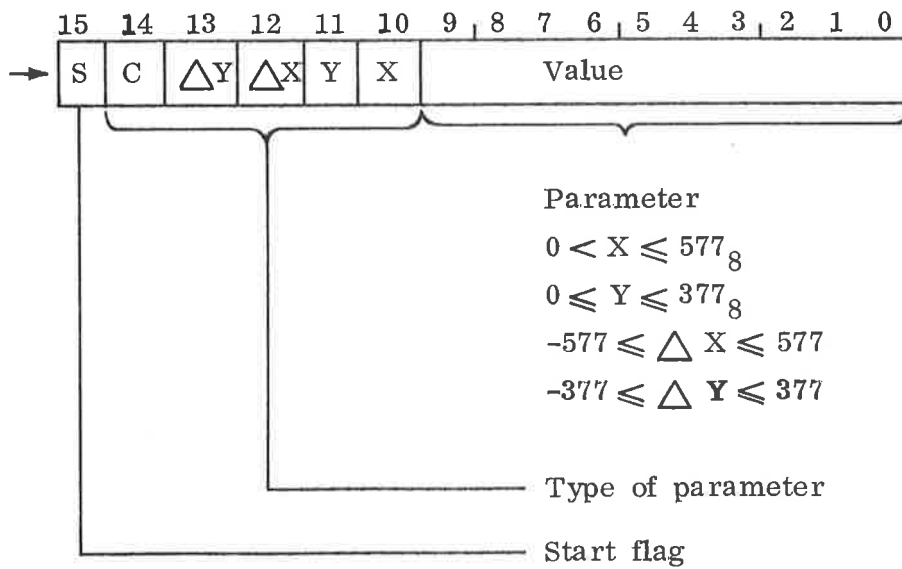 15 14 13 12 11 10 9 8 7 6 5 4 3 2 1 0
S C △Y △X Y X Value
Parameter
0 < X ⩽ 577₈
0 ⩽ Y ⩽ 377₈
-577 ⩽ △ X ⩽ 577
-377 ⩽ △ Y ⩽ 377
Type of parameter
Start flag